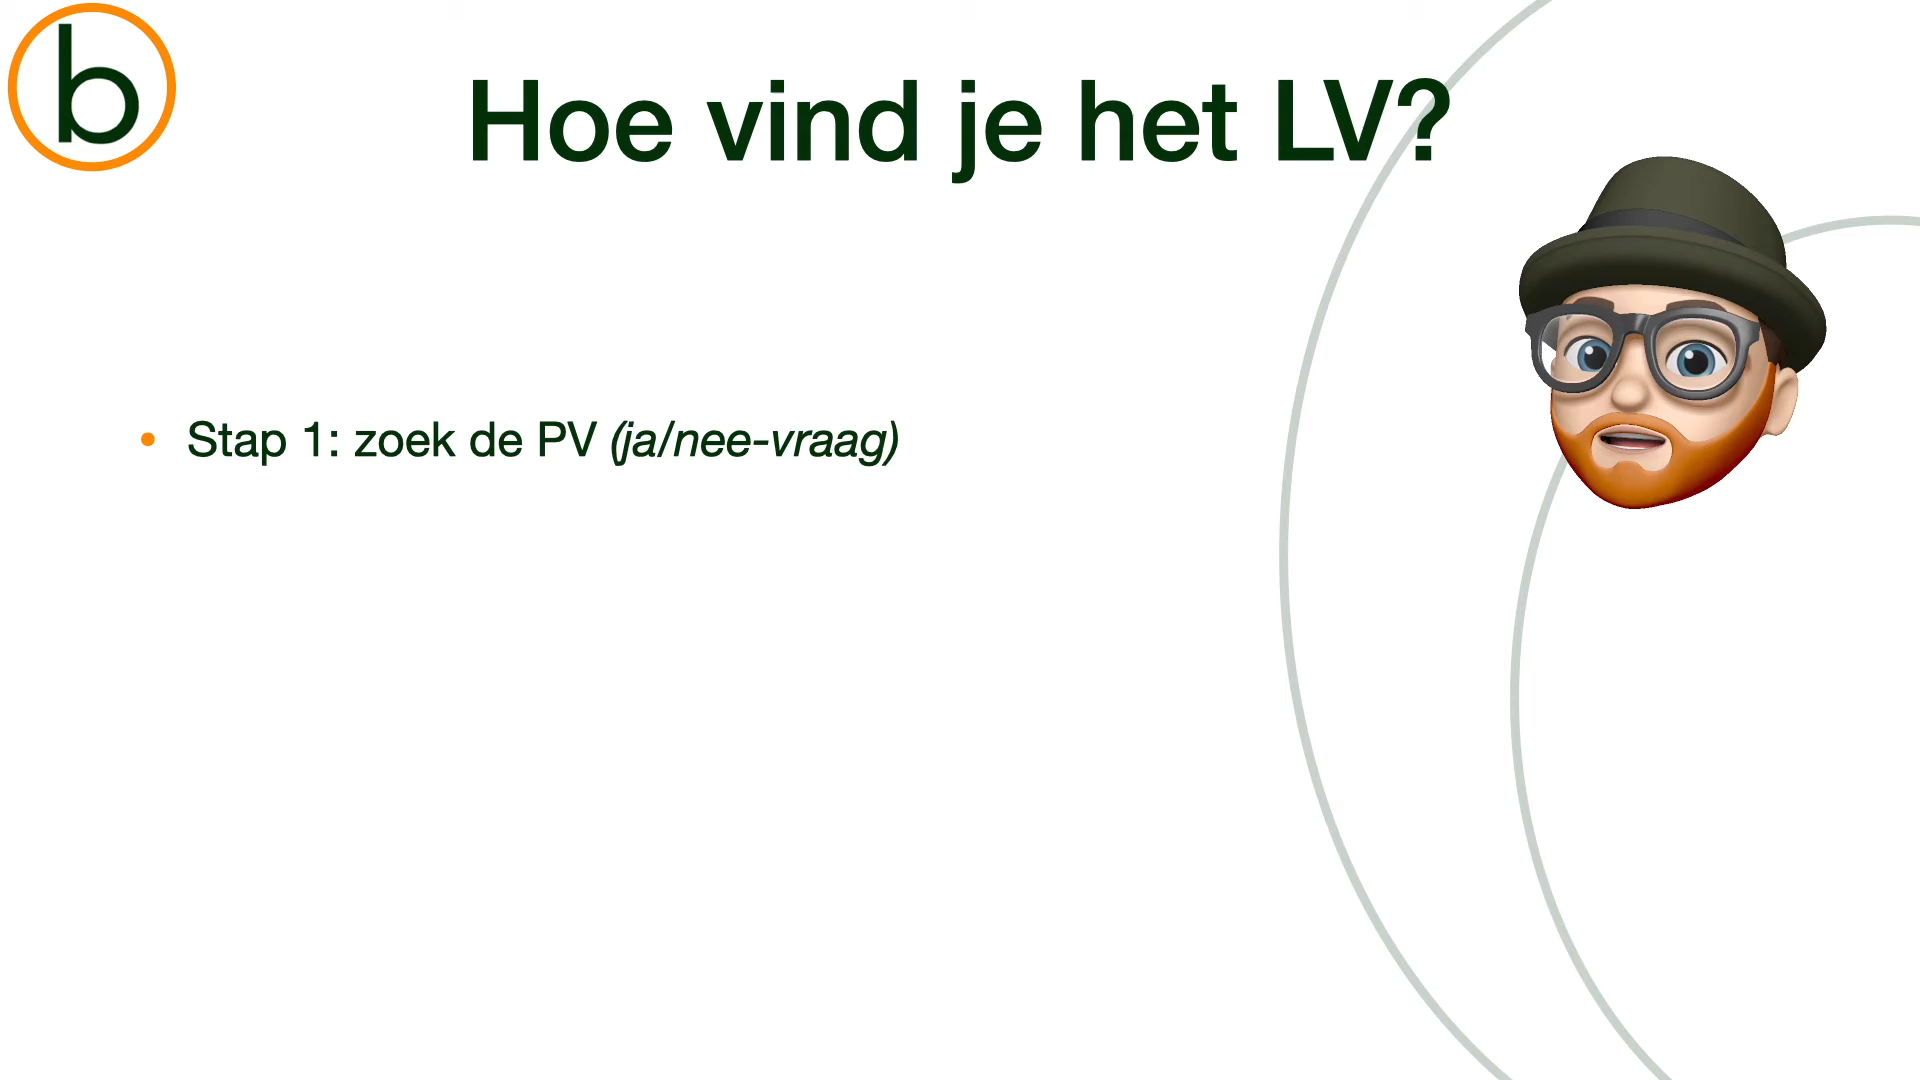 b
Hoe vind je het LV?
• Stap 1: zoek de PV (ja/nee-vraag)